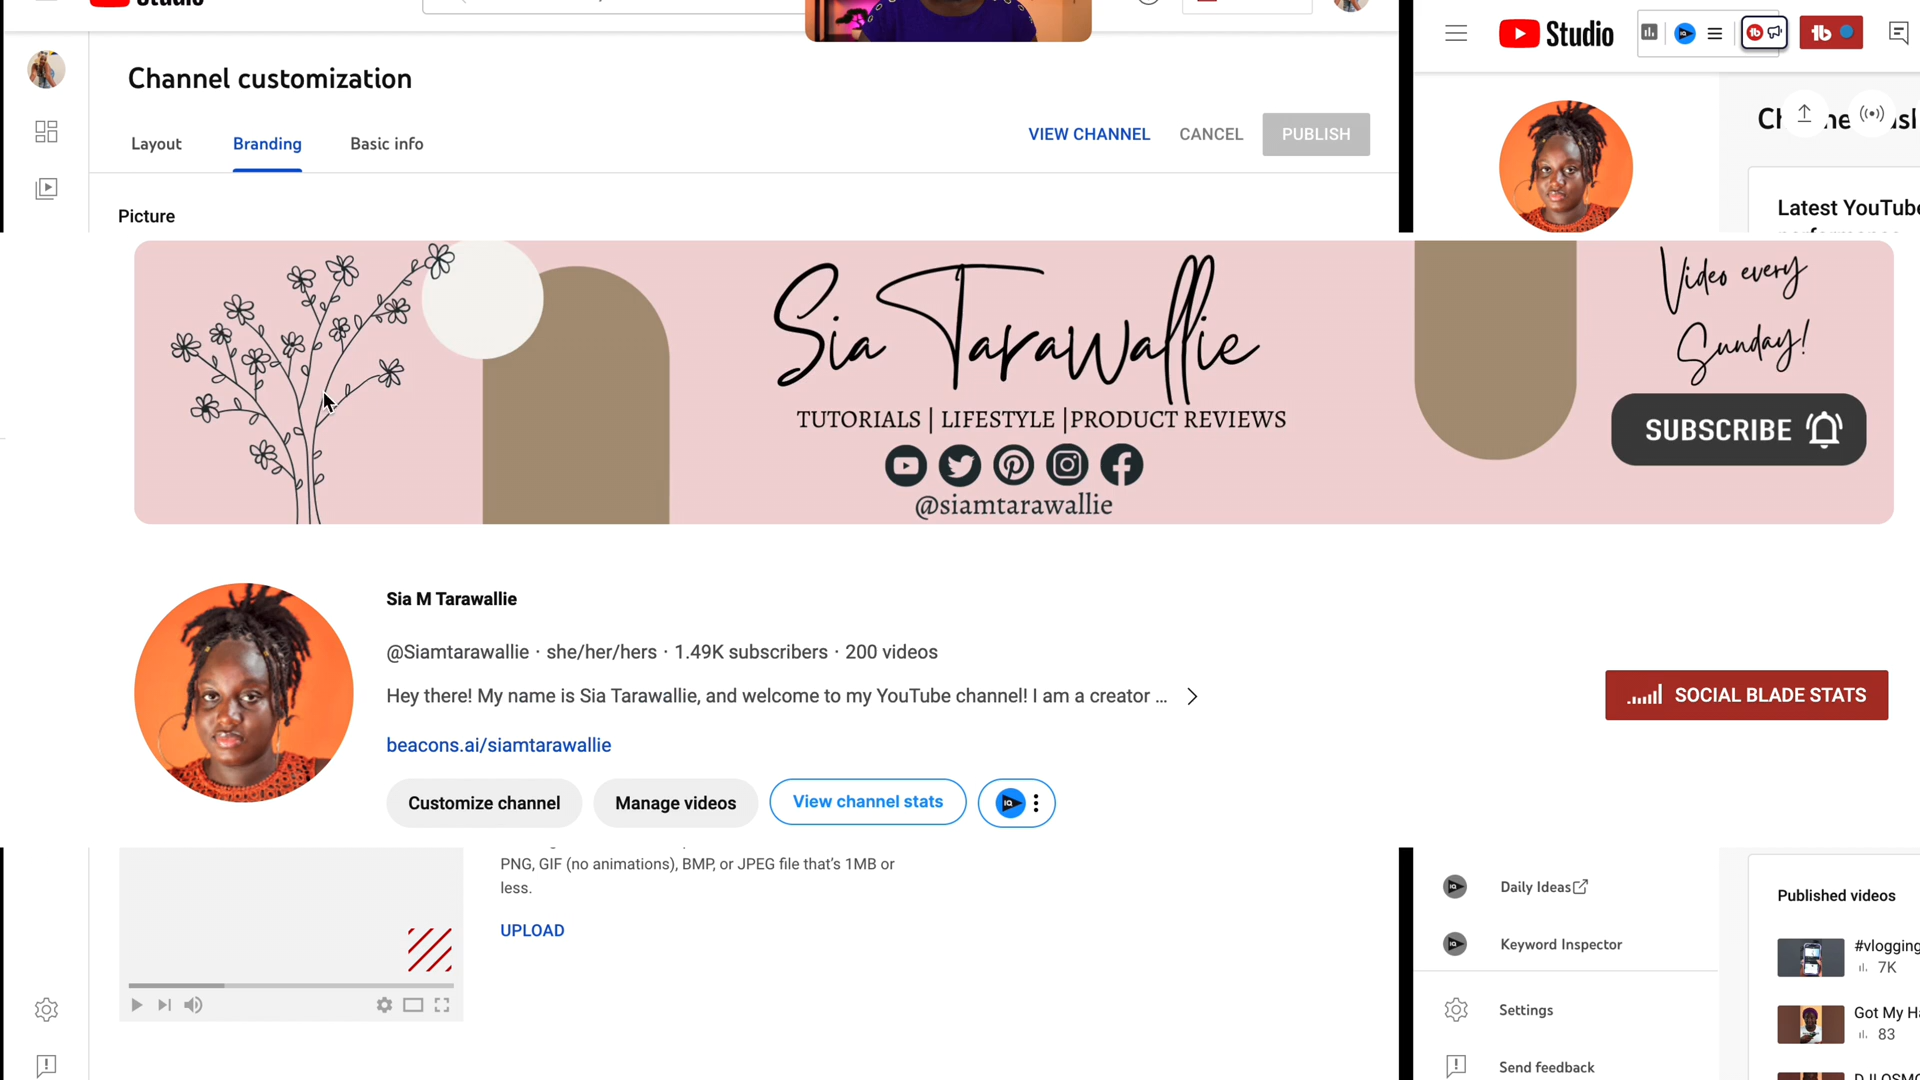 Studio
Channel customization
Layout
Branding
Basic info
VIEW CHANNEL
CANCEL
PUBLISH
Picture
Studio
Latest YouTube
Sia Tarawallie
TUTORIALS | LIFESTYLE |PRODUCT REVIEWS
@siamtarawallie
Video every
Sunday!
SUBSCRIBE
Sia M Tarawallie
@Siamtarawallie · she/her/hers · 1.49K subscribers · 200 videos
Hey there! My name is Sia Tarawallie, and welcome to my YouTube channel! I am a creator ...
beacons.ai/siamtarawallie
Customize channel
Manage videos
View channel stats
IQ
SOCIAL BLADE STATS
PNG, GIF (no animations), BMP, or JPEG file that's 1MB or
less.
UPLOAD
Daily Ideas
Keyword Inspector
Settings
Send feedback
Published videos
#vlogging
7K
Got My
83